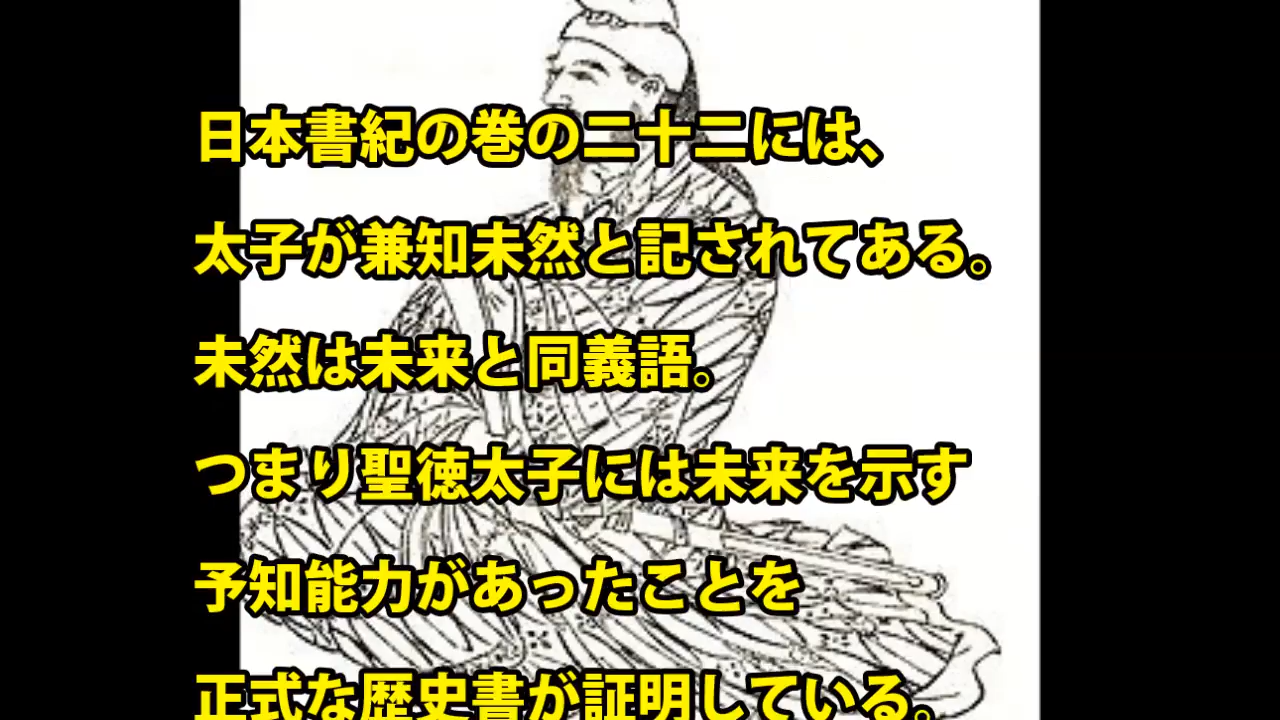 日本書紀の巻の二十二には、
太子が兼知未然と記されてある。
未然は未来と同義語。
つまり聖徳太子には未来を示す
予知能力があったことを
正式な歴史書が証明している。